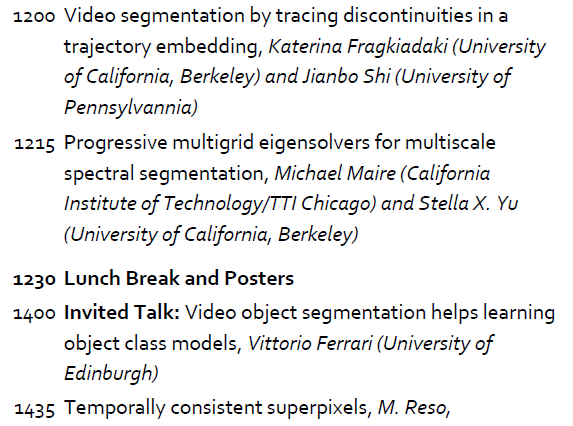 1200 Video segmentation by tracing discontinuities in a
trajectory embedding, Katerina Fragkiadaki (University
of California, Berkeley) and Jianbo Shi (University of
Pennsylvannia)
1215 Progressive multigrid eigensolvers for multiscale
spectral segmentation, Michael Maire (California
Institute of Technology/TTI Chicago) and Stella X. Yu
(University of California, Berkeley)
1230 Lunch Break and Posters
1400 Invited Talk: Video object segmentation helps learning
object class models, Vittorio Ferrari (University of
Edinburgh)
1435 Temporally consistent superpixels, M. Reso,